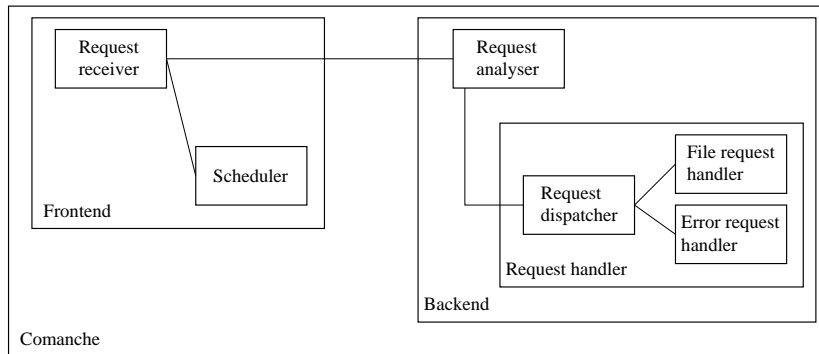 Request
receiver
Scheduler
Frontend
Request
analyser
File request
handler
Request
dispatcher
Error request
handler
Request handler
Backend
Comanche